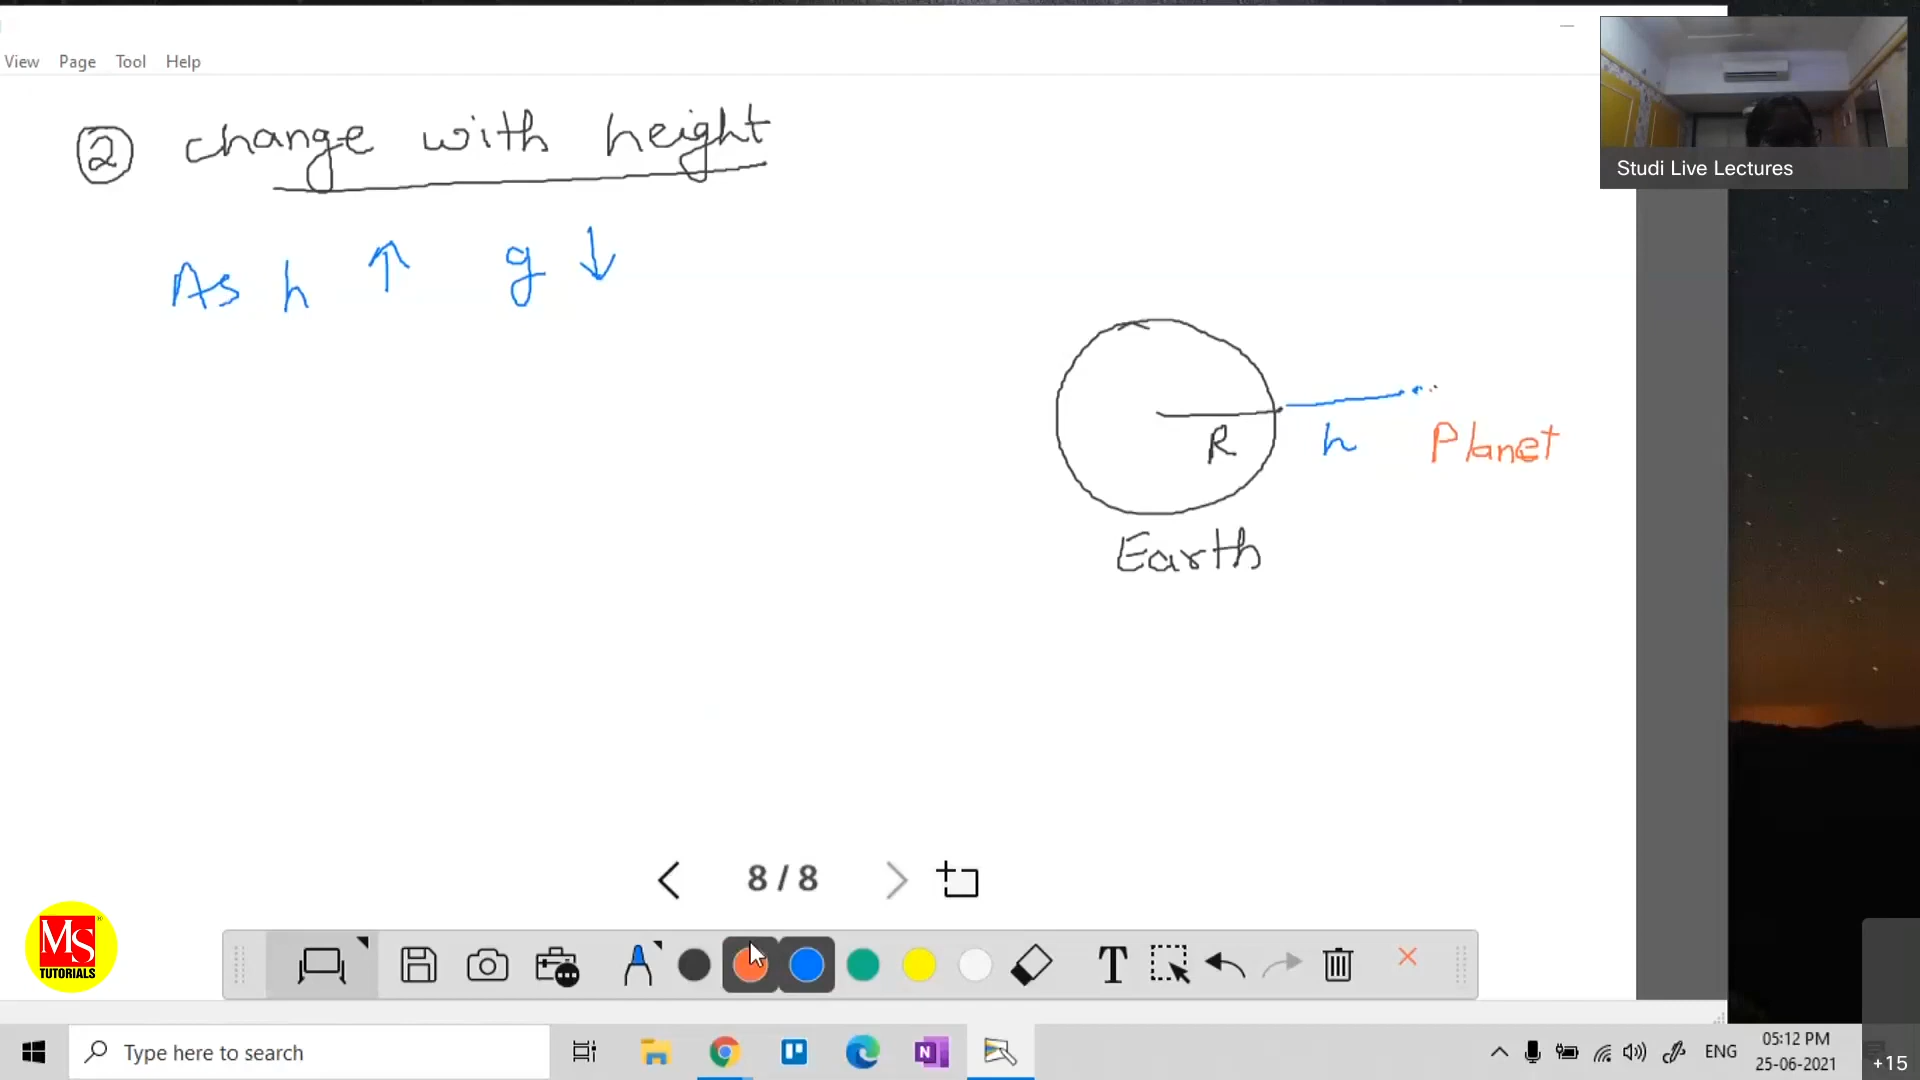 View Page Tool Help
Studi Live Lectures
② change with height
As h ↑ g ↓
R h Planet
Earth
8 / 8
MS
TUTORIALS
T
Type here to search
N
ENG
05:12 PM
25-06-2021
+15